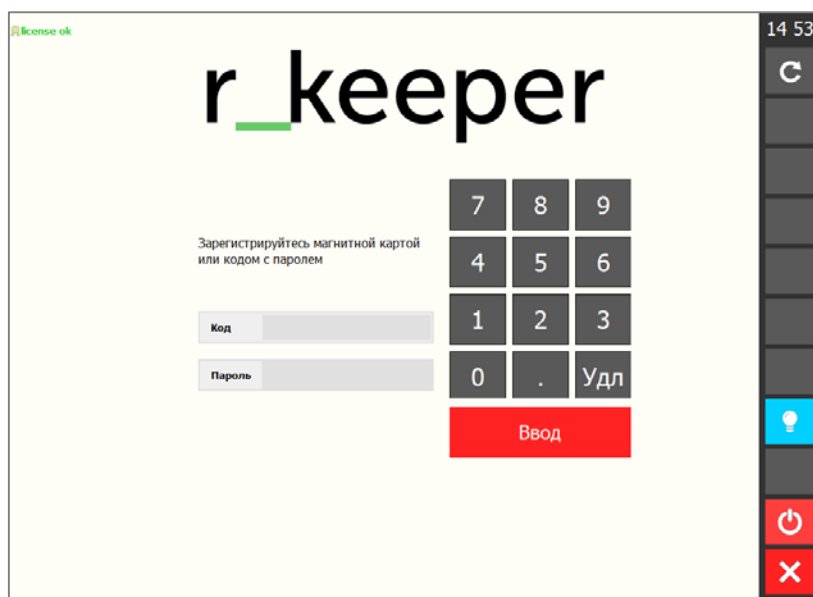 license ok
14 53
r_keeper
7 8 9
Зарегистрируйтесь магнитной картой
или кодом с паролем
4 5 6
Код
1 2 3
Пароль
0 . Удл
Ввод